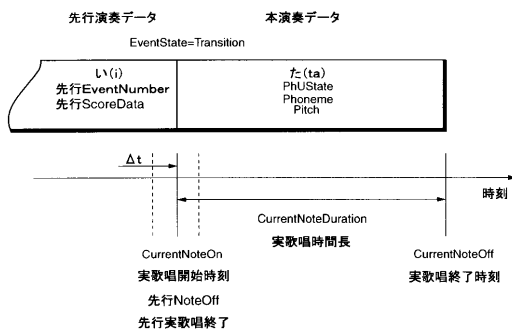 先行演奏データ
本演奏データ
EventState=Transition
い(i)
先行EventNumber
先行ScoreData
た(ta)
PhUState
Phoneme
Pitch
Δt
時刻
CurrentNoteDuration
実歌唱時間長
CurrentNoteOn
実歌唱開始時刻
先行NoteOff
先行実歌唱終了
CurrentNoteOff
実歌唱終了時刻